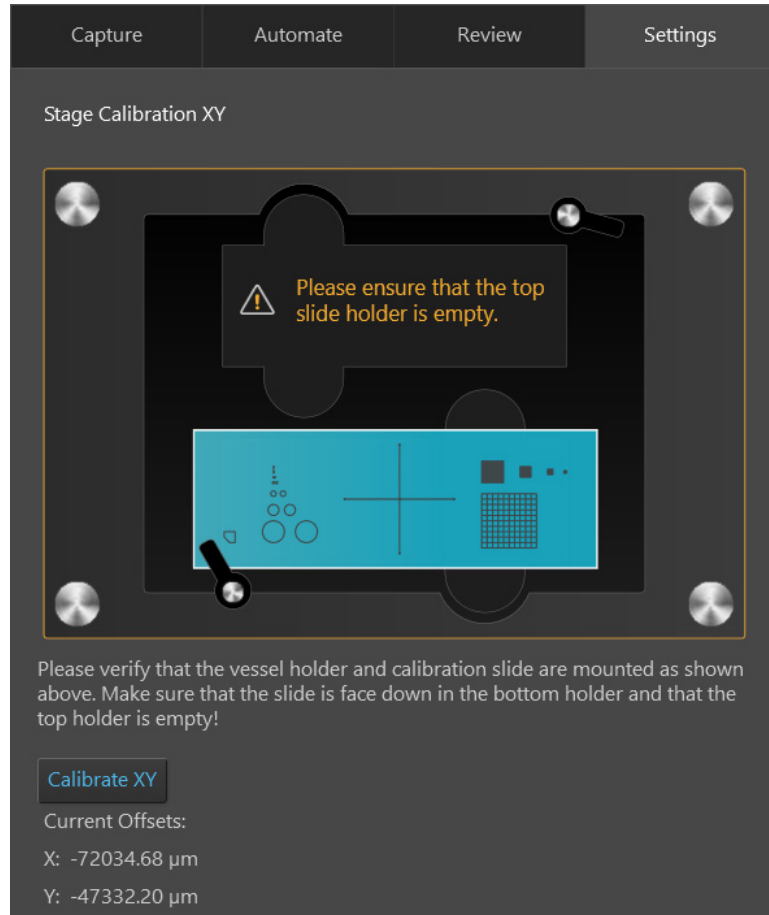 Capture Automate Review Settings
Stage Calibration XY
Please ensure that the top
slide holder is empty.
Please verify that the vessel holder and calibration slide are mounted as shown
above. Make sure that the slide is face down in the bottom holder and that the
top holder is empty!
Calibrate XY
Current Offsets:
X: -72034.68 µm
Y: -47332.20 µm